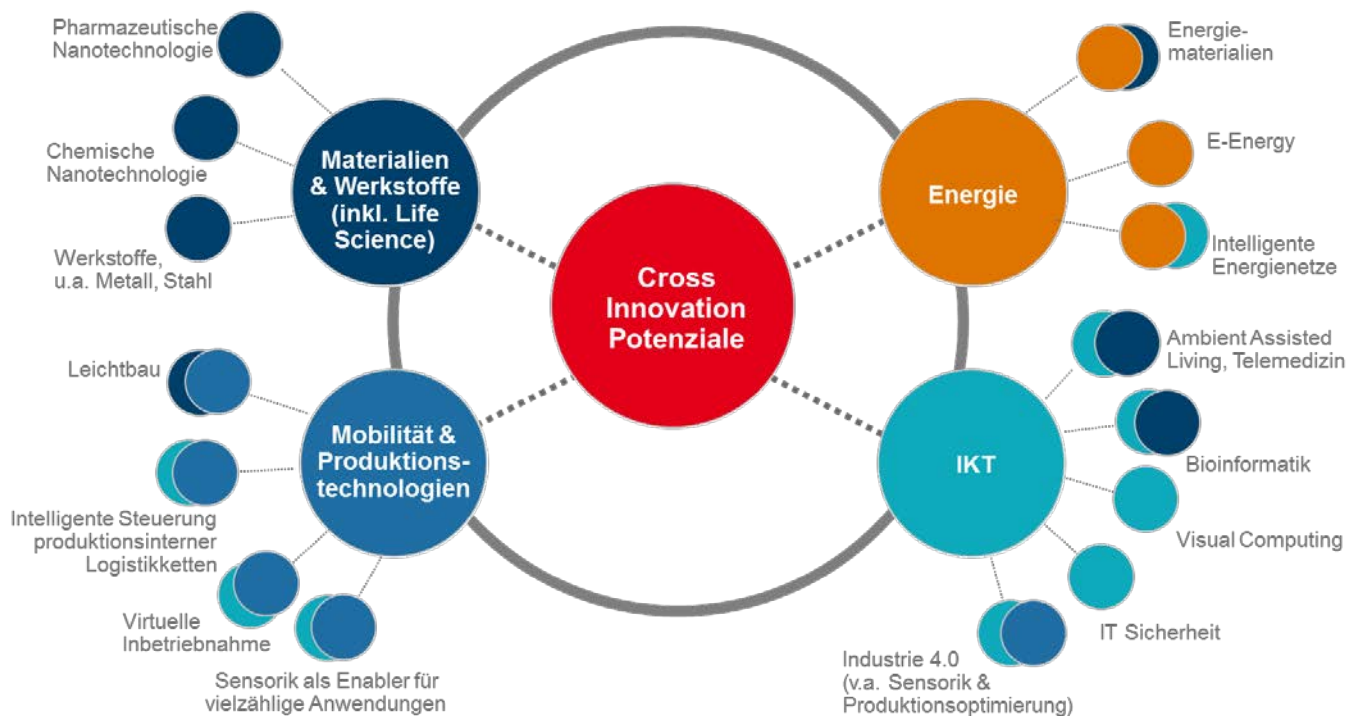 Pharmazeutische
Nanotechnologie
Chemische
Nanotechnologie
Werkstoffe,
u.a. Metall, Stahl
Materialien
& Werkstoffe
(inkl. Life
Science)
Leichtbau
Intelligente Steuerung
produktionsinterner
Logistikketten
Virtuelle
Inbetriebnahme
Sensorik als Enabler für
vielzählige Anwendungen
Mobilität &
Produktions-
technologien
Cross
Innovation
Potenziale
Energie
Energie-
materialien
E-Energy
Intelligente
Energienetze
IKT
Ambient Assisted
Living, Telemedizin
Bioinformatik
Visual Computing
IT Sicherheit
Industrie 4.0
(v.a. Sensorik &
Produktionsoptimierung)